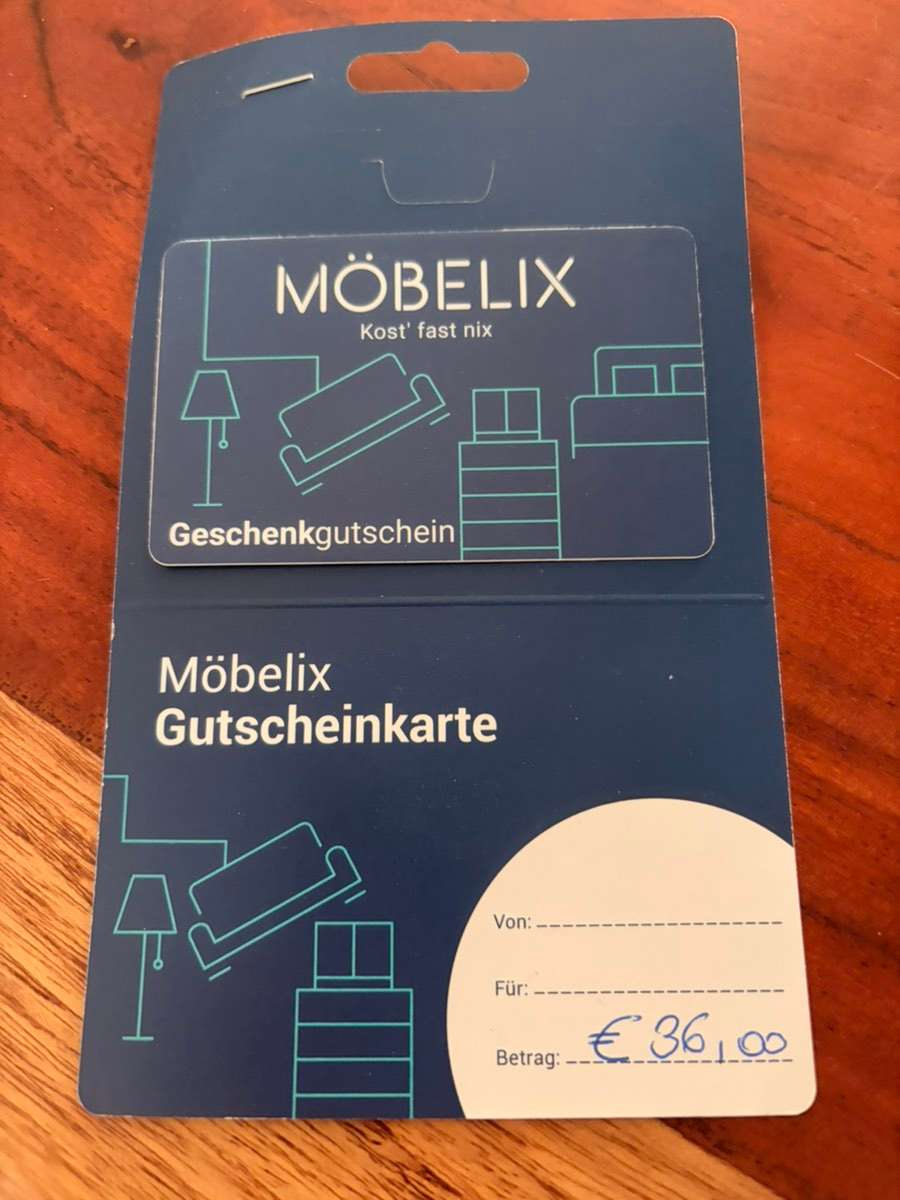 MÖBELIX
Kost' fast nix
Geschenkgutschein
Möbelix
Gutscheinkarte
Von:
Für:
Betrag: € 36,00